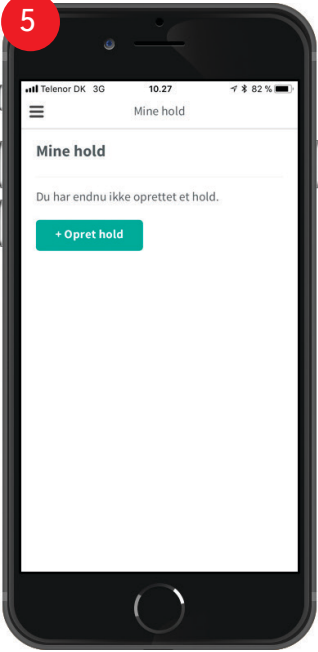 5
Telenor DK 3G 10.27 82 %
Mine hold
Mine hold
Du har endnu ikke oprettet et hold.
+ Opret hold